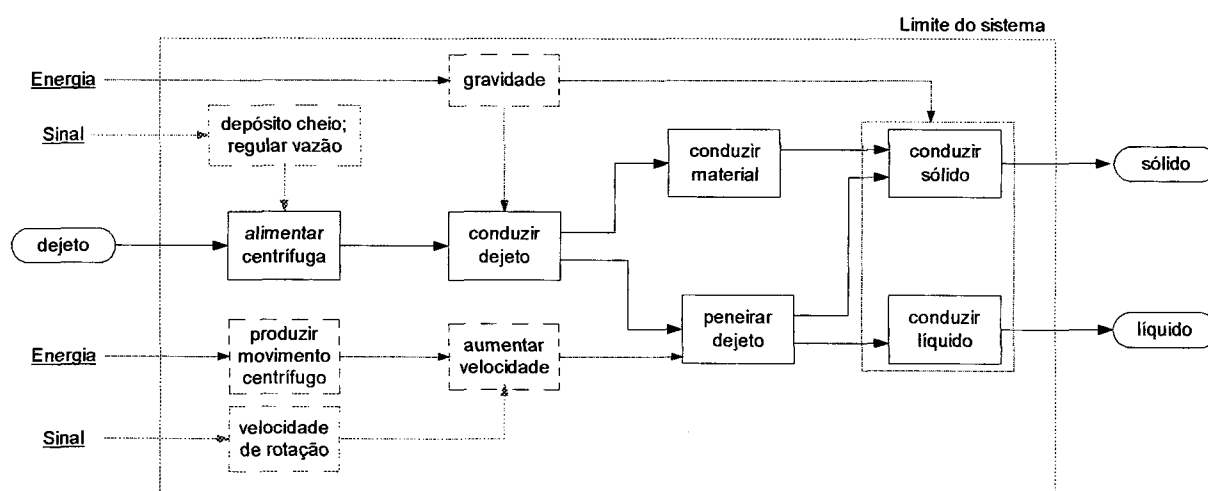 Limite do sistema
Energia
gravidade
Sinal
depósito cheio;
regular vazão
conduzir
material
conduzir
sólido
sólido
dejeto
alimentar
centrífuga
conduzir
dejeto
Energia
produzir
movimento
centrífugo
aumentar
velocidade
peneirar
dejeto
conduzir
líquido
líquido
Sinal
velocidade
de rotação